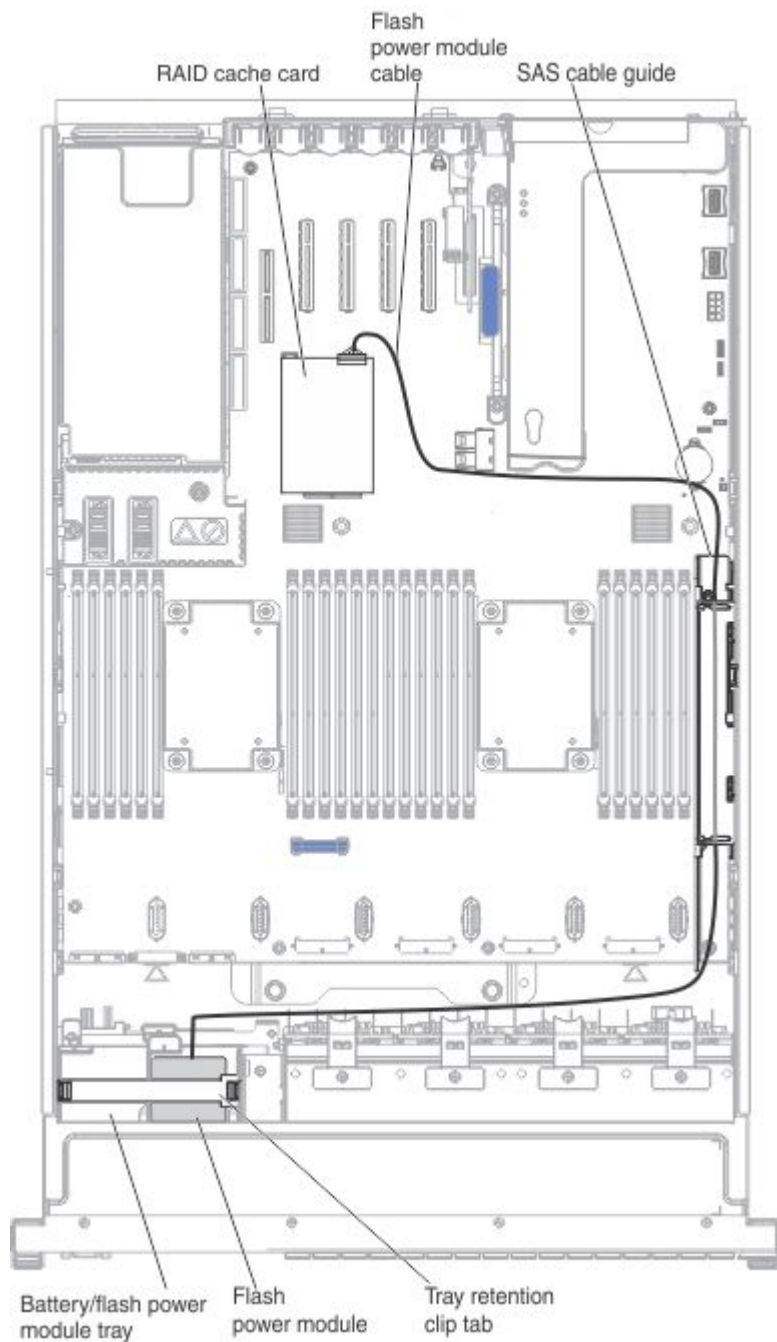 Flash
power module
cable
RAID cache card
SAS cable guide
Battery/flash power
module tray
Flash
power module
Tray retention
clip tab